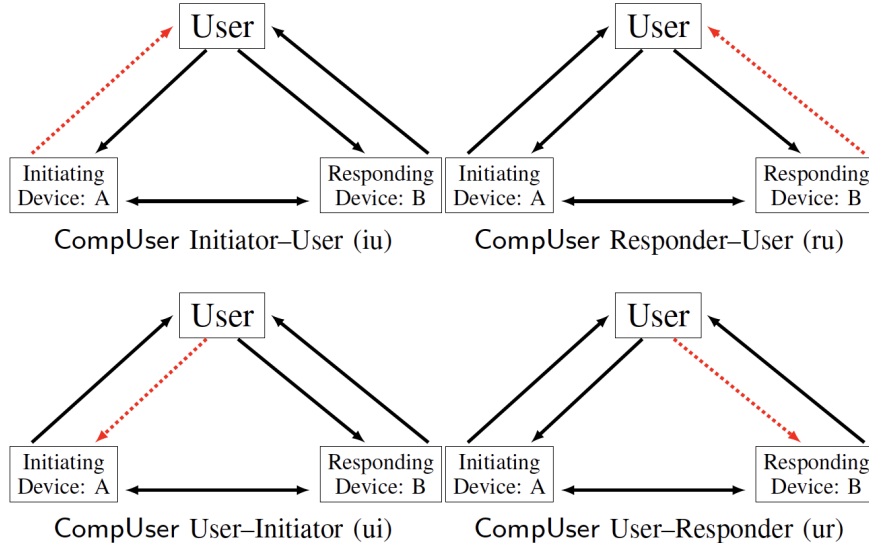 User
User
Initiating
Device: A
Responding
Device: B
Initiating
Device: A
Responding
Device: B
CompUser Initiator–User (iu)
CompUser Responder–User (ru)
User
User
Initiating
Device: A
Responding
Device: B
Initiating
Device: A
Responding
Device: B
CompUser User–Initiator (ui)
CompUser User–Responder (ur)